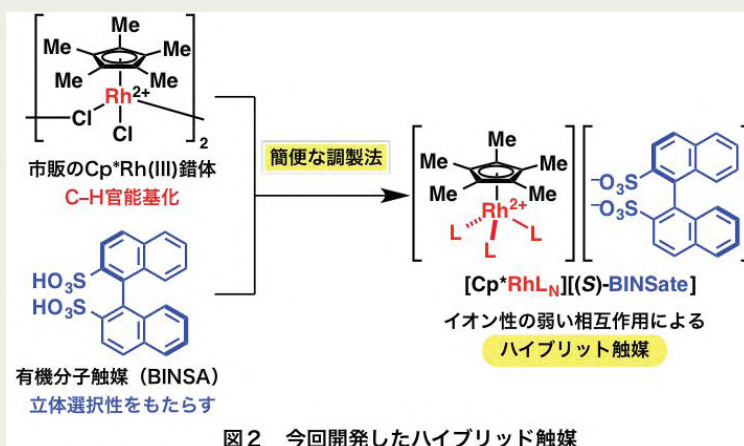 Me
Me
Me
Me
Me
Rh2+
Cl
Cl
2
市販のCp*Rh(III)錯体
C–H官能基化
HO3S
HO3S
有機分子触媒（BINSA）
立体選択性をもたらす
簡便な調製法
Me
Me
Me
Me
Me
Rh2+
L
L
L
–O3S
–O3S
[Cp*RhLN][(S)-BINSate]
イオン性の弱い相互作用による
ハイブリット触媒
図２　今回開発したハイブリッド触媒